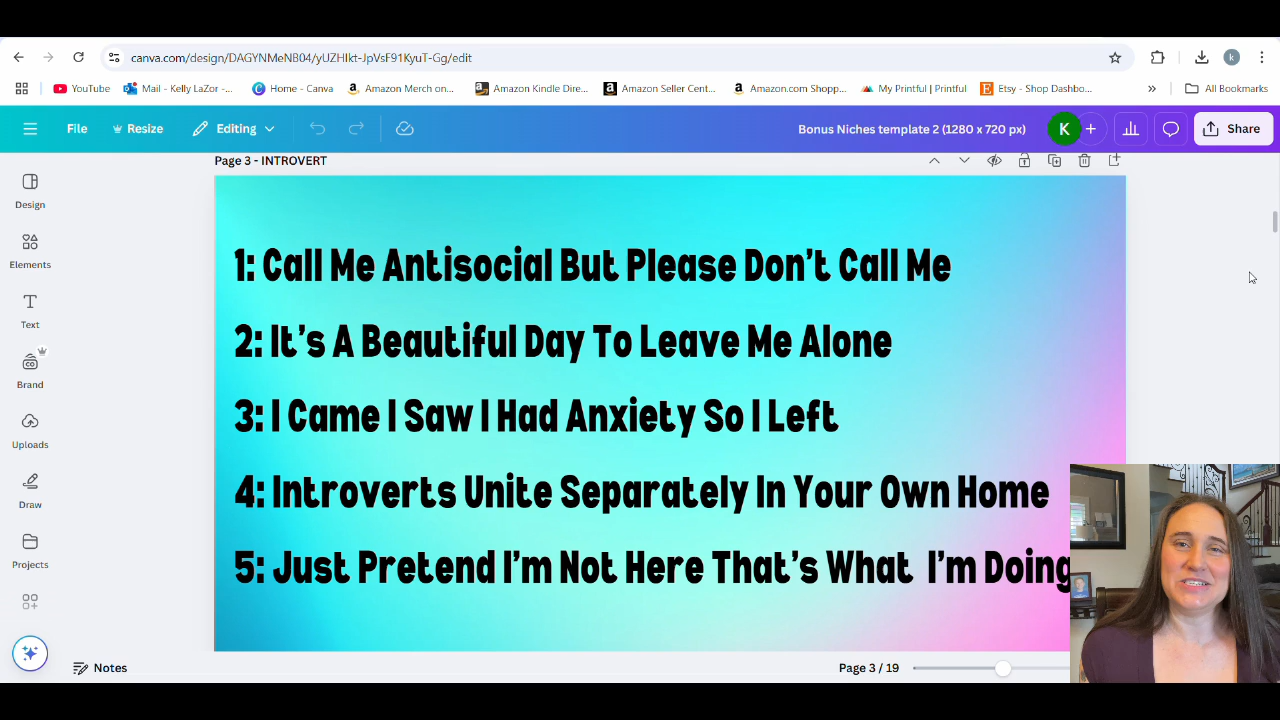 canva.com/design/DAGYNMeNB04/yUZHIkt-JpVsF91KyuT-Gg/edit
k
YouTube
Mail - Kelly LaZor -...
Home - Canva
Amazon Merch on...
Amazon Kindle Dire...
Amazon Seller Cent...
Amazon.com Shopp...
My Printful | Printful
Etsy - Shop Dashbo...
All Bookmarks
File
Resize
Editing
Bonus Niches template 2 (1280 x 720 px)
K
Share
Page 3 - INTROVERT
Design
Elements
Text
Brand
Uploads
Draw
Projects
1: Call Me Antisocial But Please Don't Call Me
2: It's A Beautiful Day To Leave Me Alone
3: I Came I Saw I Had Anxiety So I Left
4: Introverts Unite Separately In Your Own Home
5: Just Pretend I'm Not Here That's What I'm Doing
Notes
Page 3 / 19